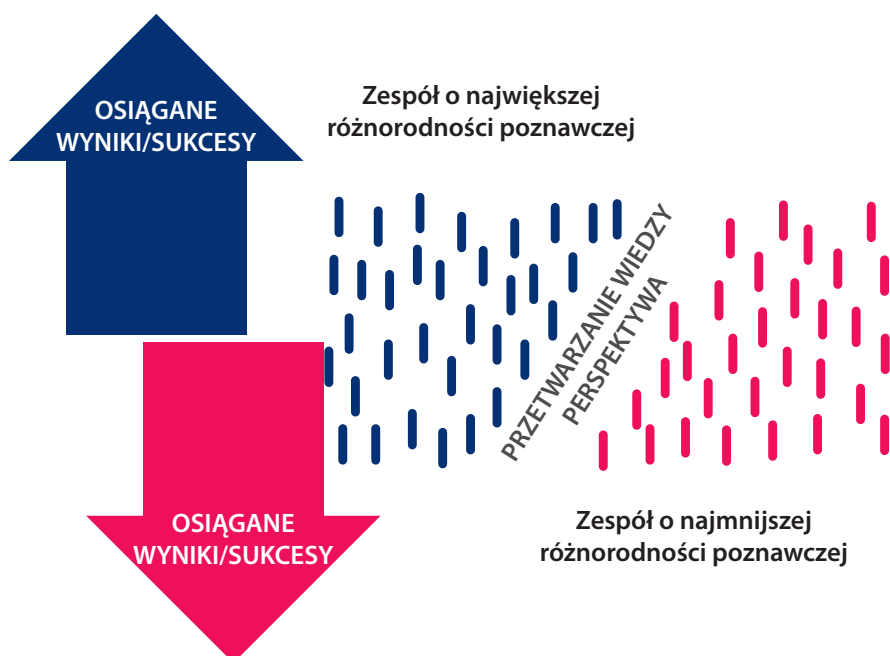 OSIĄGANE
WYNIKI/SUKCESY
Zespół o największej
różnorodności poznawczej
PRZETWARZANIE WIEDZY
PERSPEKTYWA
OSIĄGANE
WYNIKI/SUKCESY
Zespół o najmnijszej
różnorodności poznawczej